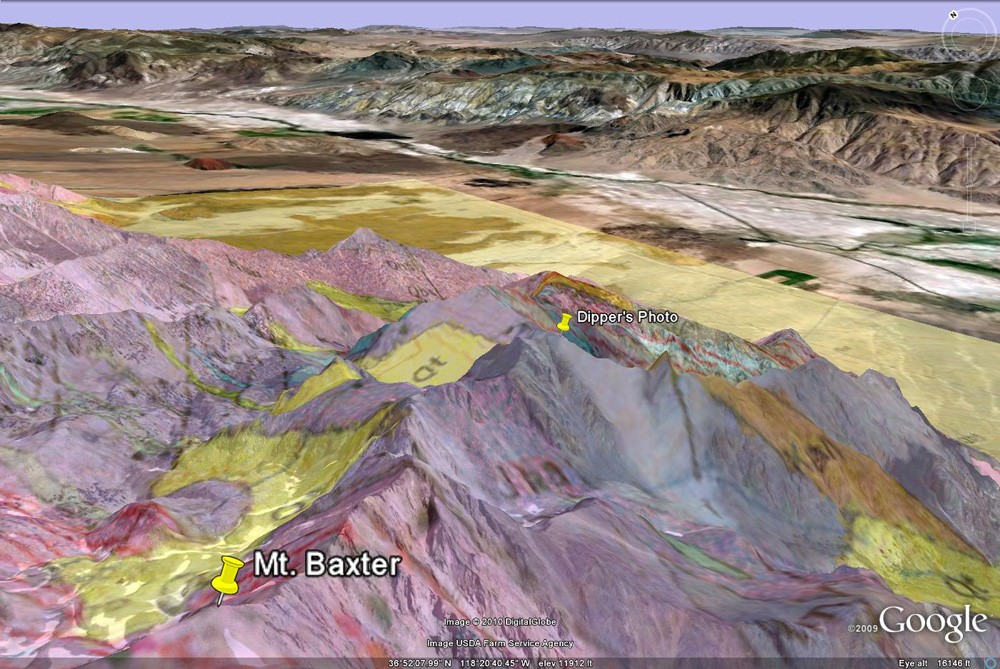 N
Dipper's Photo
Qt
Mt. Baxter
Image © 2010 DigitalGlobe
Image USDA Farm Service Agency
©2009 Google
36°52'07.99" N 118°20'40.45" W elev 11912 ft
Eye alt 16146 ft